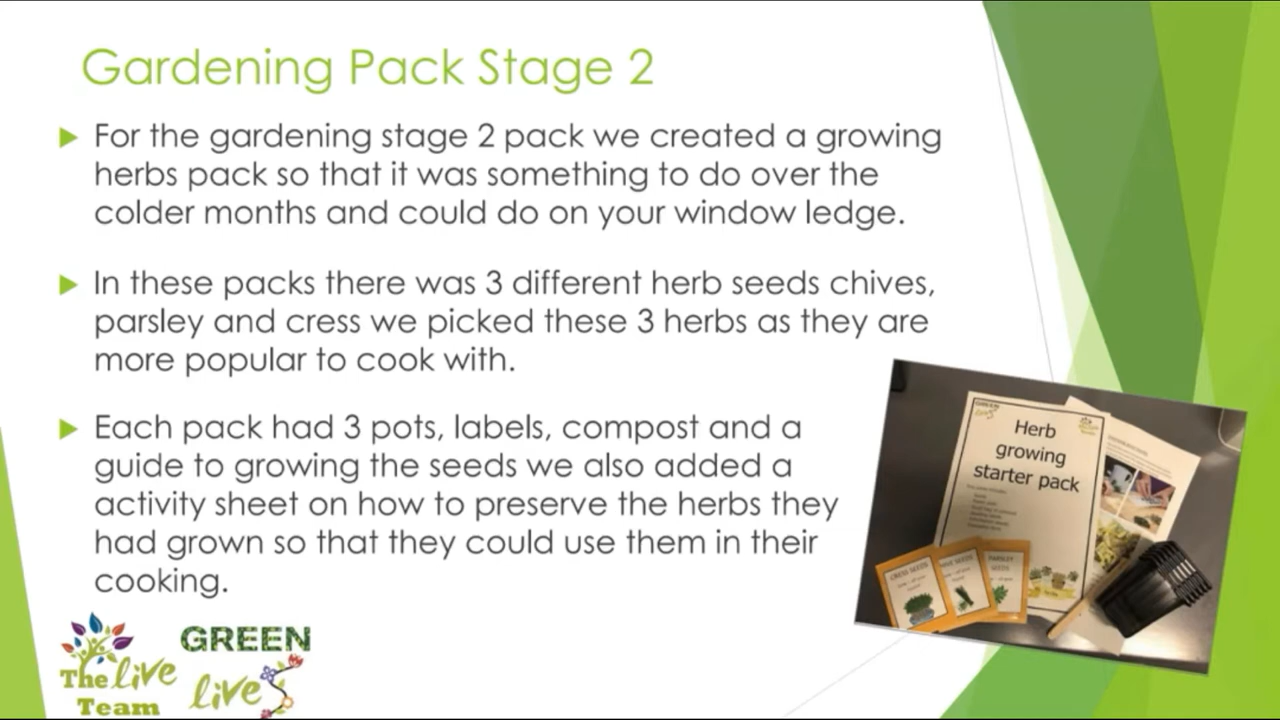 Gardening Pack Stage 2
For the gardening stage 2 pack we created a growing
herbs pack so that it was something to do over the
colder months and could do on your window ledge.
In these packs there was 3 different herb seeds chives,
parsley and cress we picked these 3 herbs as they are
more popular to cook with.
Each pack had 3 pots, labels, compost and a
guide to growing the seeds we also added a
activity sheet on how to preserve the herbs they
had grown so that they could use them in their
cooking.
Herb
growing
starter pack
CRESS SEEDS
PARSLEY
SEEDS
The live
Team
GREEN
live